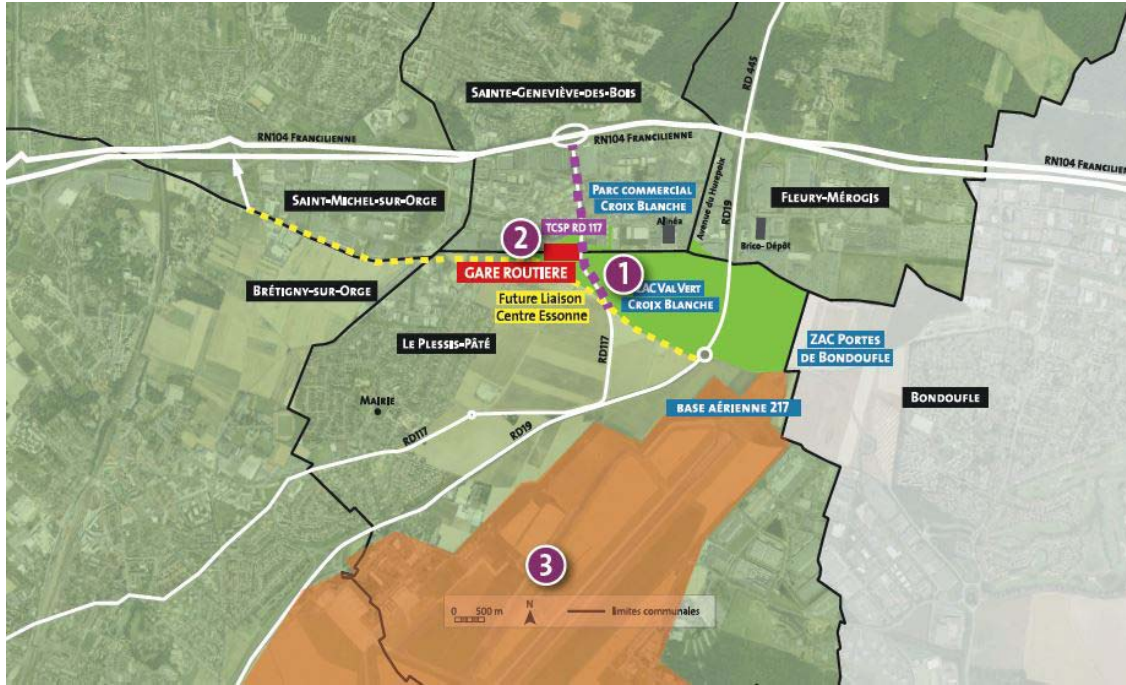 SAINTE-GENEVIÈVE-DES-BOIS
RD 445
RN104 FRANCILIENNE
RN104 FRANCILIENNE
RN104 FRANCILIENNE
SAINT-MICHEL-SUR-ORGE
PARC COMMERCIAL
CROIX BLANCHE
Avenue du Hurepoix
RD19
FLEURY-MÉROGIS
TCSP RD 117
Alinéa
Brico-Dépôt
2
1
GARE ROUTIERE
BRÉTIGNY-SUR-ORGE
Future Liaison
Centre Essonne
ZAC VAL VERT
CROIX BLANCHE
LE PLESSIS-PÂTÉ
RD117
ZAC PORTES
DE BONDOUFLE
BONDOUFLE
MAIRIE
BASE AÉRIENNE 217
RD117
RD19
3
0 500 m
N
limites communales